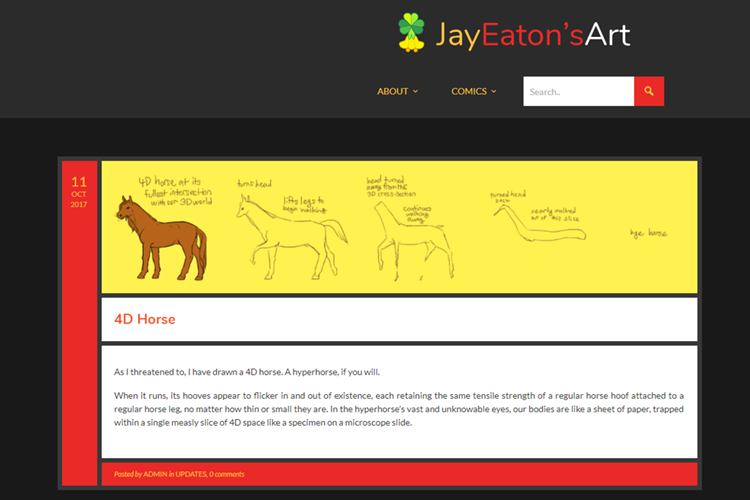 JayEaton'sArt
ABOUT
COMICS
Search..
11
OCT
2017
4D horse at its
fullest intersection
with our 3D world
turns head
lifts legs to
begin walking
head turned
away from this
3D cross-section
continues
walking
away
turned head
back
nearly walked
out of this slice
bye horse
4D Horse
As I threatened to, I have drawn a 4D horse. A hyperhorse, if you will.
When it runs, its hooves appear to flicker in and out of existence, each retaining the same tensile strength of a regular horse hoof attached to a
regular horse leg, no matter how thin or small they are. In the hyperhorse's vast and unknowable eyes, our bodies are like a sheet of paper, trapped
within a single measly slice of 4D space like a specimen on a microscope slide.
Posted by ADMIN in UPDATES, 0 comments